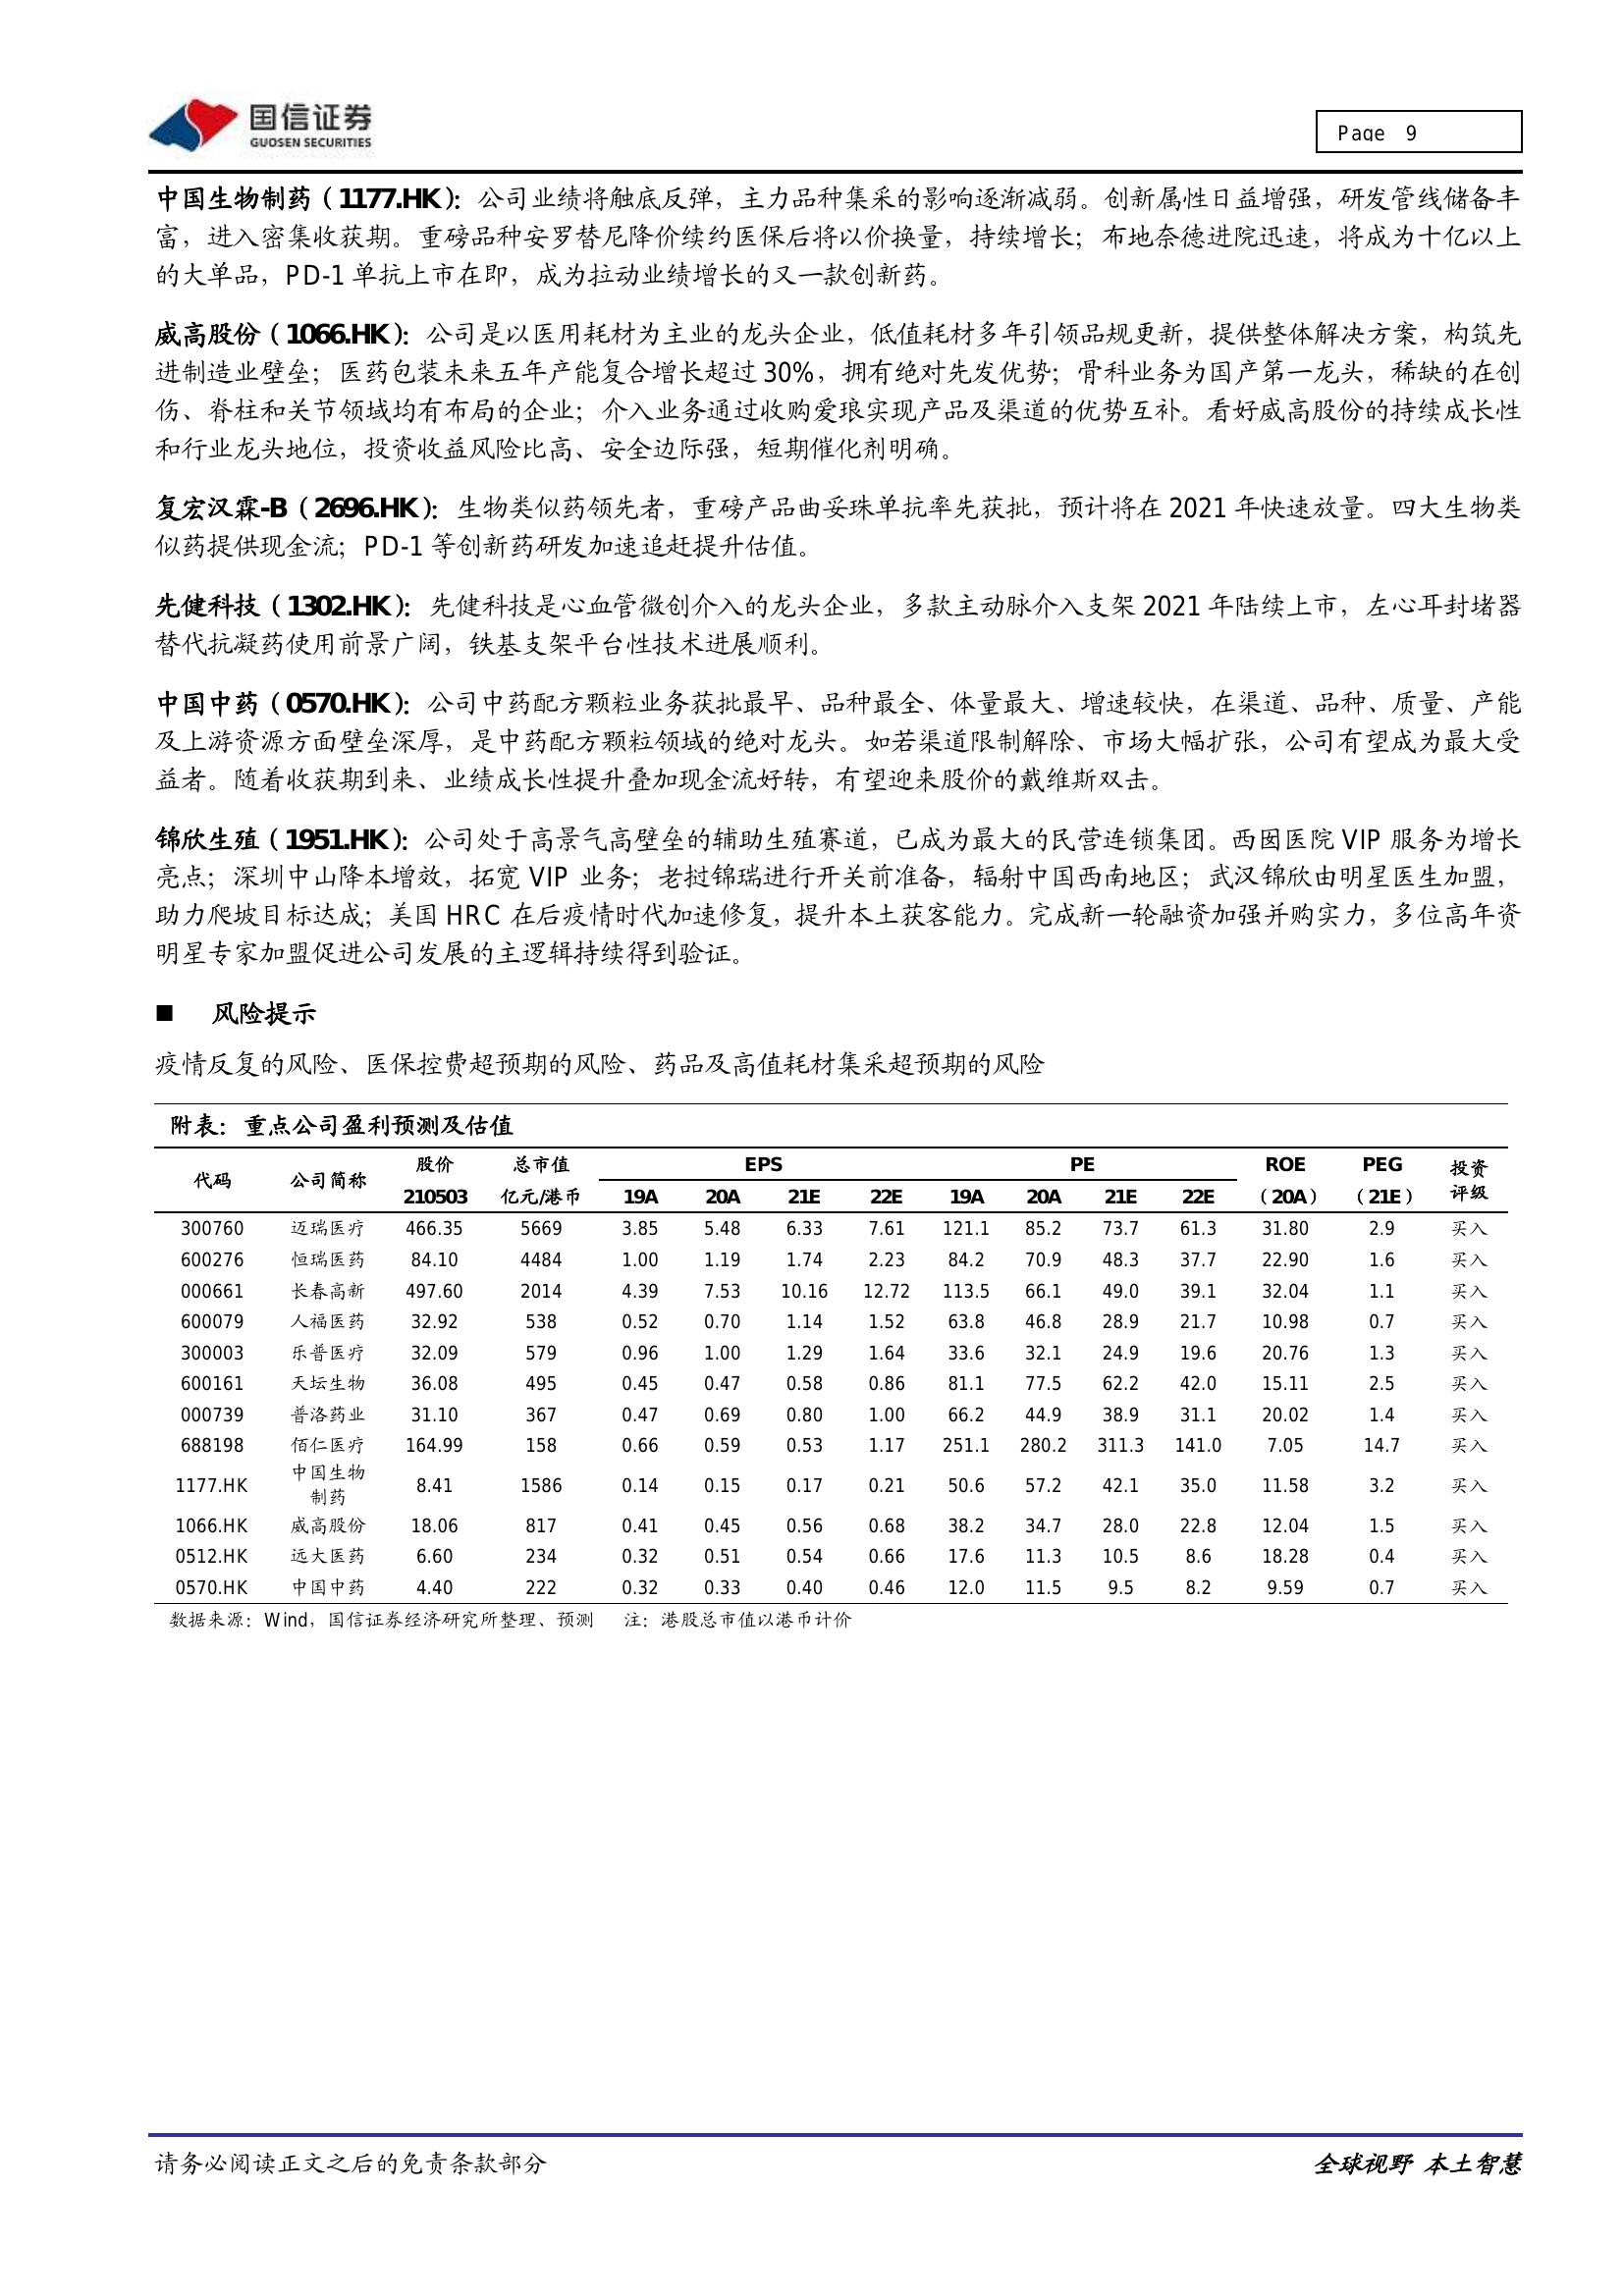 国信证券
GUOSEN SECURITIES
Page 9
中国生物制药（1177.HK）：公司业绩将触底反弹，主力品种集采的影响逐渐减弱。创新属性日益增强，研发管线储备丰
富，进入密集收获期。重磅品种安罗替尼降价续约医保后将以价换量，持续增长；布地奈德进院迅速，将成为十亿以上
的大单品，PD-1 单抗上市在即，成为拉动业绩增长的又一款创新药。
威高股份（1066.HK）：公司是以医用耗材为主业的龙头企业，低值耗材多年引领品规更新，提供整体解决方案，构筑先
进制造业壁垒；医药包装未来五年产能复合增长超过 30%，拥有绝对先发优势；骨科业务为国产第一龙头，稀缺的在创
伤、脊柱和关节领域均有布局的企业；介入业务通过收购爱琅实现产品及渠道的优势互补。看好威高股份的持续成长性
和行业龙头地位，投资收益风险比高、安全边际强，短期催化剂明确。
复宏汉霖-B（2696.HK）：生物类似药领先者，重磅产品曲妥珠单抗率先获批，预计将在 2021 年快速放量。四大生物类
似药提供现金流；PD-1 等创新药研发加速追赶提升估值。
先健科技（1302.HK）：先健科技是心血管微创介入的龙头企业，多款主动脉介入支架 2021 年陆续上市，左心耳封堵器
替代抗凝药使用前景广阔，铁基支架平台性技术进展顺利。
中国中药（0570.HK）：公司中药配方颗粒业务获批最早、品种最全、体量最大、增速较快，在渠道、品种、质量、产能
及上游资源方面壁垒深厚，是中药配方颗粒领域的绝对龙头。如若渠道限制解除、市场大幅扩张，公司有望成为最大受
益者。随着收获期到来、业绩成长性提升叠加现金流好转，有望迎来股价的戴维斯双击。
锦欣生殖（1951.HK）：公司处于高景气高壁垒的辅助生殖赛道，已成为最大的民营连锁集团。西囡医院 VIP 服务为增长
亮点；深圳中山降本增效，拓宽 VIP 业务；老挝锦瑞进行开关前准备，辐射中国西南地区；武汉锦欣由明星医生加盟，
助力爬坡目标达成；美国 HRC 在后疫情时代加速修复，提升本土获客能力。完成新一轮融资加强并购实力，多位高年资
明星专家加盟促进公司发展的主逻辑持续得到验证。
■ 风险提示
疫情反复的风险、医保控费超预期的风险、药品及高值耗材集采超预期的风险
附表：重点公司盈利预测及估值
代码 公司简称 股价 总市值 EPS PE ROE PEG 投资
210503 亿元/港币 19A 20A 21E 22E 19A 20A 21E 22E （20A） （21E） 评级
300760 迈瑞医疗 466.35 5669 3.85 5.48 6.33 7.61 121.1 85.2 73.7 61.3 31.80 2.9 买入
600276 恒瑞医药 84.10 4484 1.00 1.19 1.74 2.23 84.2 70.9 48.3 37.7 22.90 1.6 买入
000661 长春高新 497.60 2014 4.39 7.53 10.16 12.72 113.5 66.1 49.0 39.1 32.04 1.1 买入
600079 人福医药 32.92 538 0.52 0.70 1.14 1.52 63.8 46.8 28.9 21.7 10.98 0.7 买入
300003 乐普医疗 32.09 579 0.96 1.00 1.29 1.64 33.6 32.1 24.9 19.6 20.76 1.3 买入
600161 天坛生物 36.08 495 0.45 0.47 0.58 0.86 81.1 77.5 62.2 42.0 15.11 2.5 买入
000739 普洛药业 31.10 367 0.47 0.69 0.80 1.00 66.2 44.9 38.9 31.1 20.02 1.4 买入
688198 佰仁医疗 164.99 158 0.66 0.59 0.53 1.17 251.1 280.2 311.3 141.0 7.05 14.7 买入
1177.HK 中国生物制药 8.41 1586 0.14 0.15 0.17 0.21 50.6 57.2 42.1 35.0 11.58 3.2 买入
1066.HK 威高股份 18.06 817 0.41 0.45 0.56 0.68 38.2 34.7 28.0 22.8 12.04 1.5 买入
0512.HK 远大医药 6.60 234 0.32 0.51 0.54 0.66 17.6 11.3 10.5 8.6 18.28 0.4 买入
0570.HK 中国中药 4.40 222 0.32 0.33 0.40 0.46 12.0 11.5 9.5 8.2 9.59 0.7 买入
数据来源：Wind，国信证券经济研究所整理、预测 注：港股总市值以港币计价
请务必阅读正文之后的免责条款部分
全球视野 本土智慧